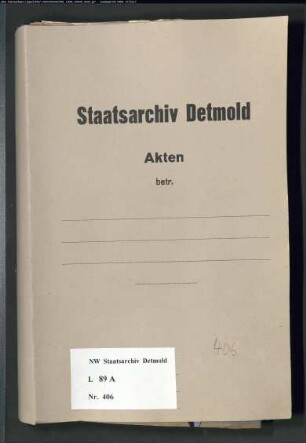 Staatsarchiv Detmold
Akten
betr.
406
NW Staatsarchiv Detmold
L 89 A
Nr. 406